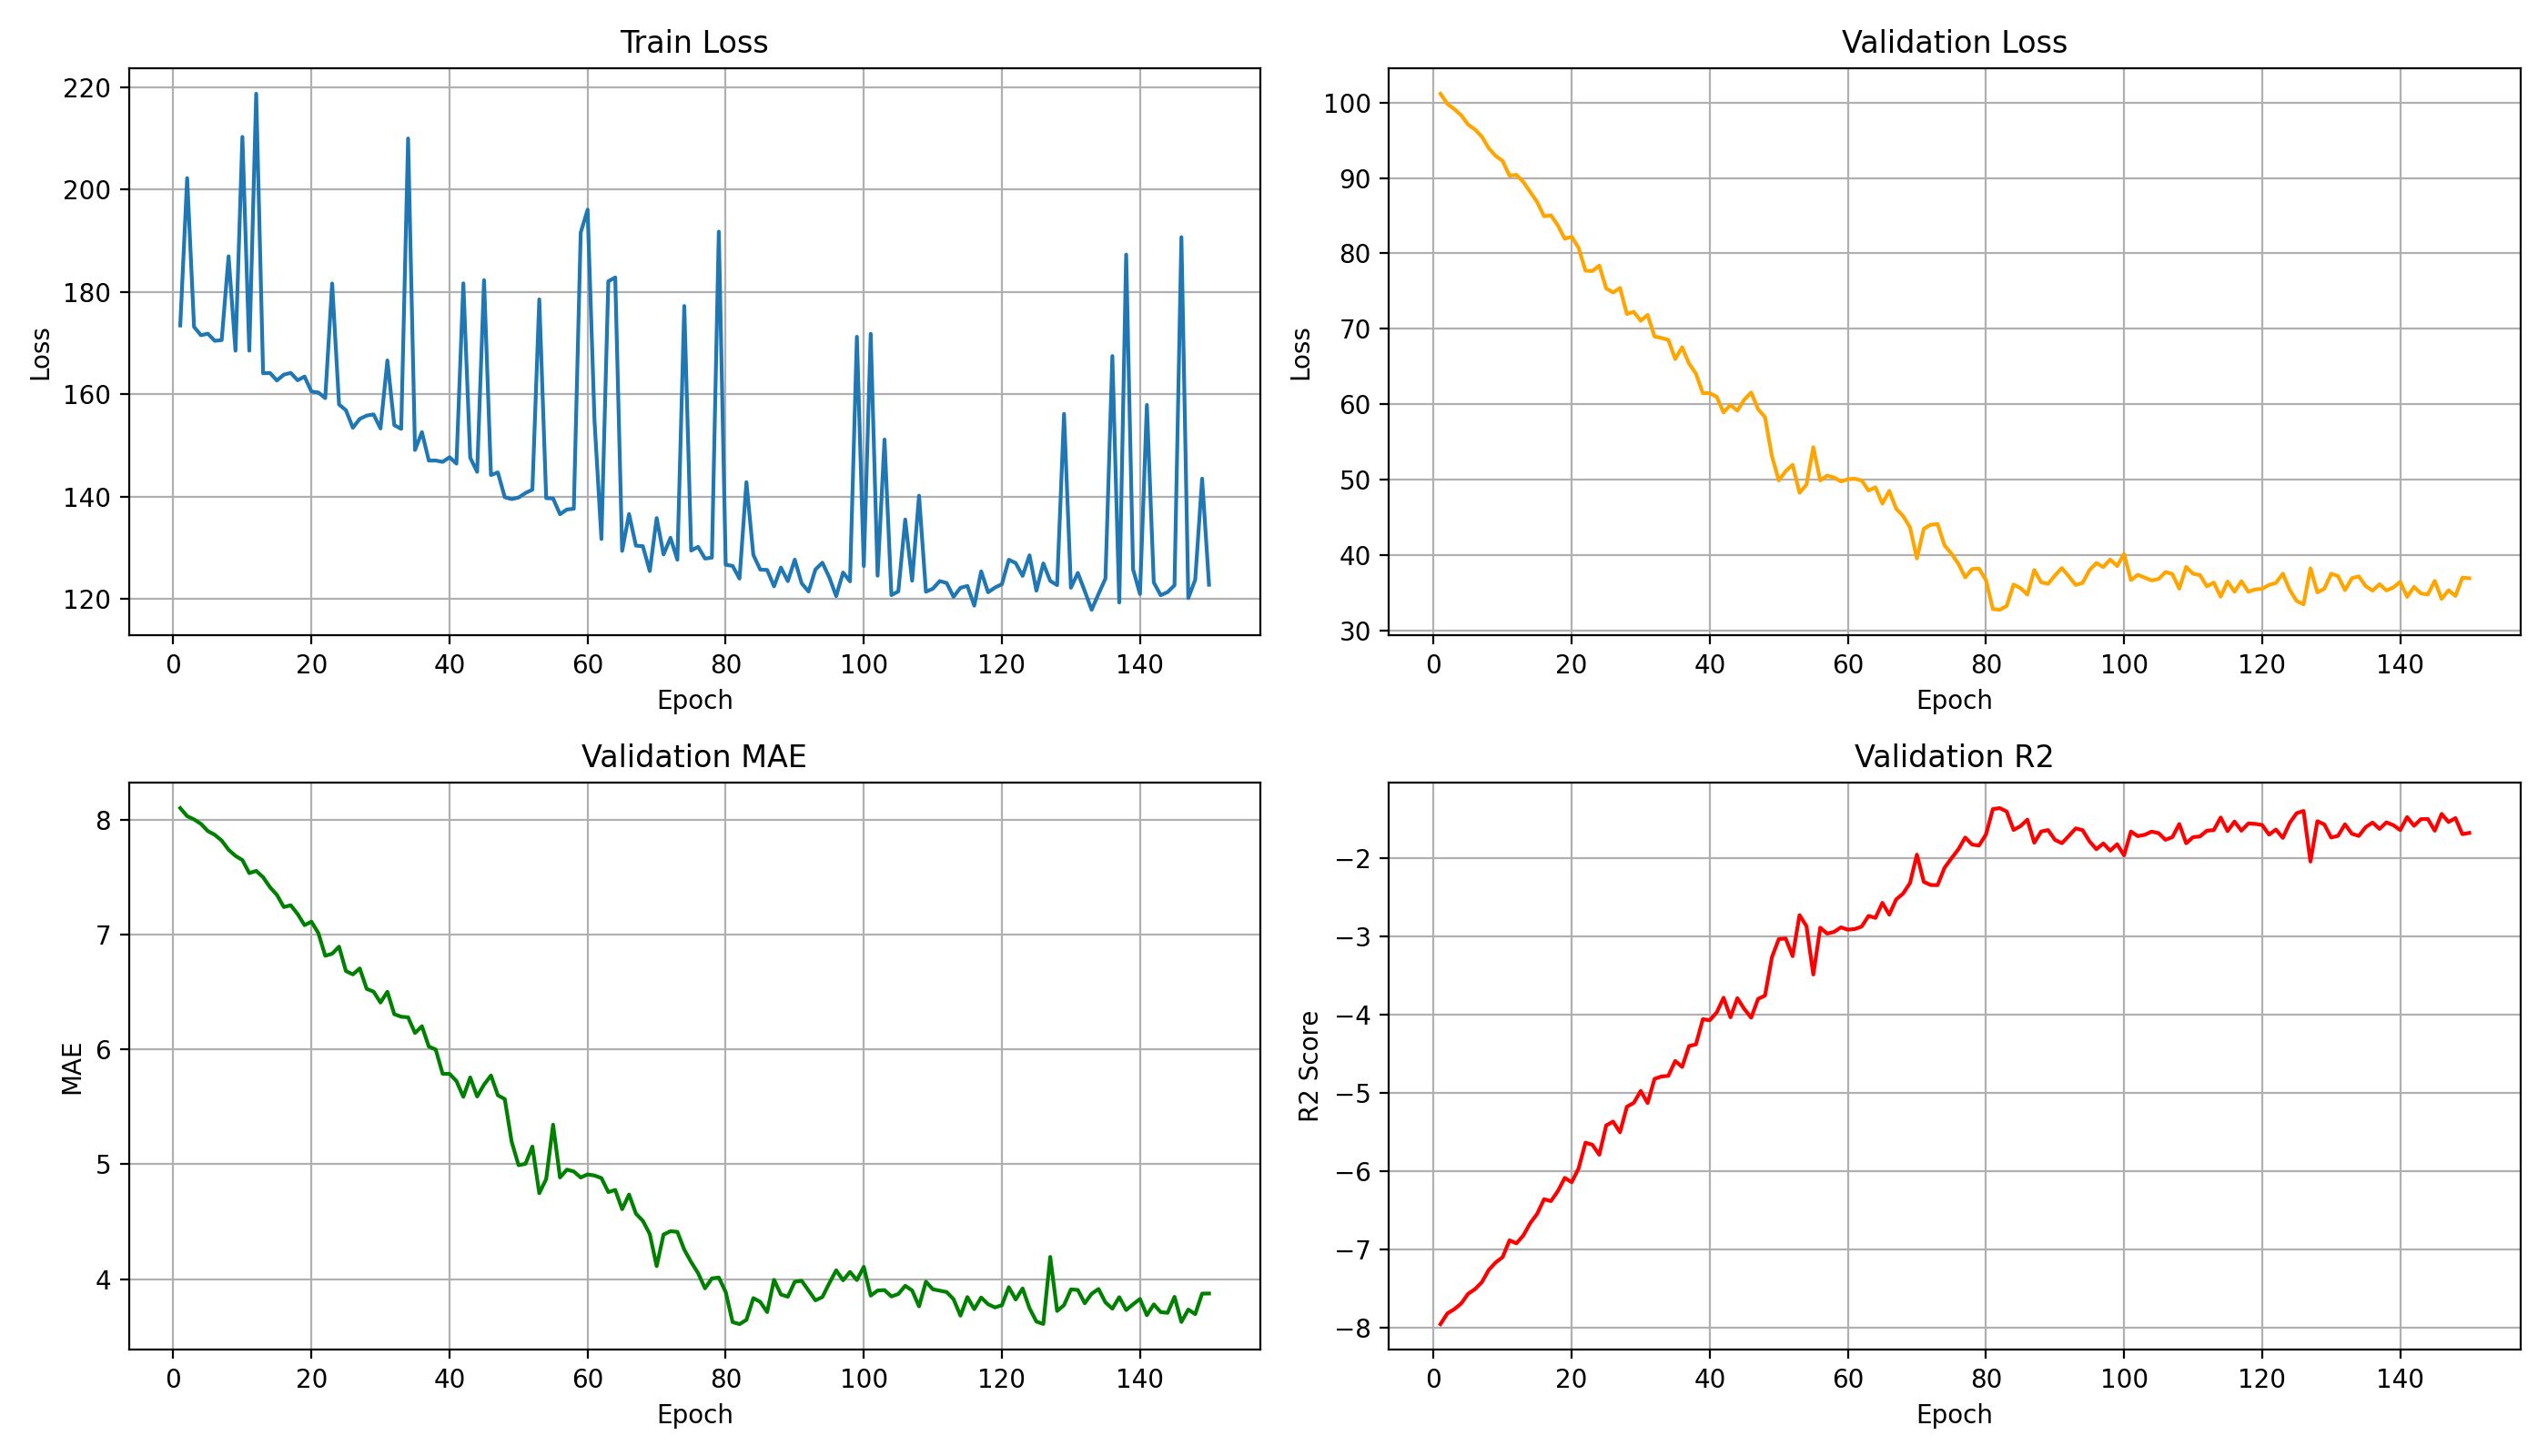 Train Loss
220
200
180
160
140
120
Loss
0 20 40 60 80 100 120 140
Epoch
Validation Loss
100
90
80
70
60
50
40
30
Loss
0 20 40 60 80 100 120 140
Epoch
Validation MAE
8
7
6
5
4
MAE
0 20 40 60 80 100 120 140
Epoch
Validation R2
−2
−3
−4
−5
−6
−7
−8
R2 Score
0 20 40 60 80 100 120 140
Epoch